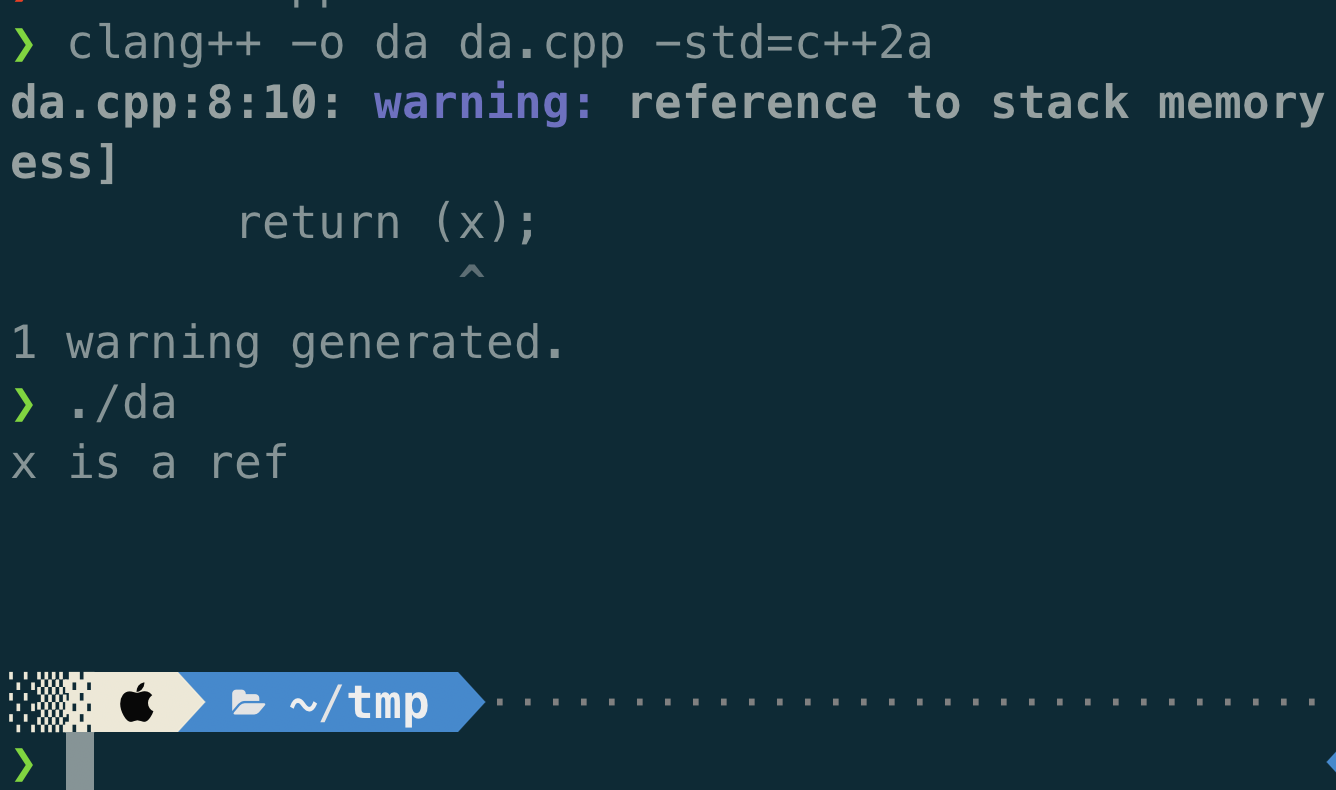 ❯ clang++ -o da da.cpp -std=c++2a
da.cpp:8:10: warning: reference to stack memory
ess]
        return (x);
                ^
1 warning generated.
❯ ./da
x is a ref
~/tmp
❯